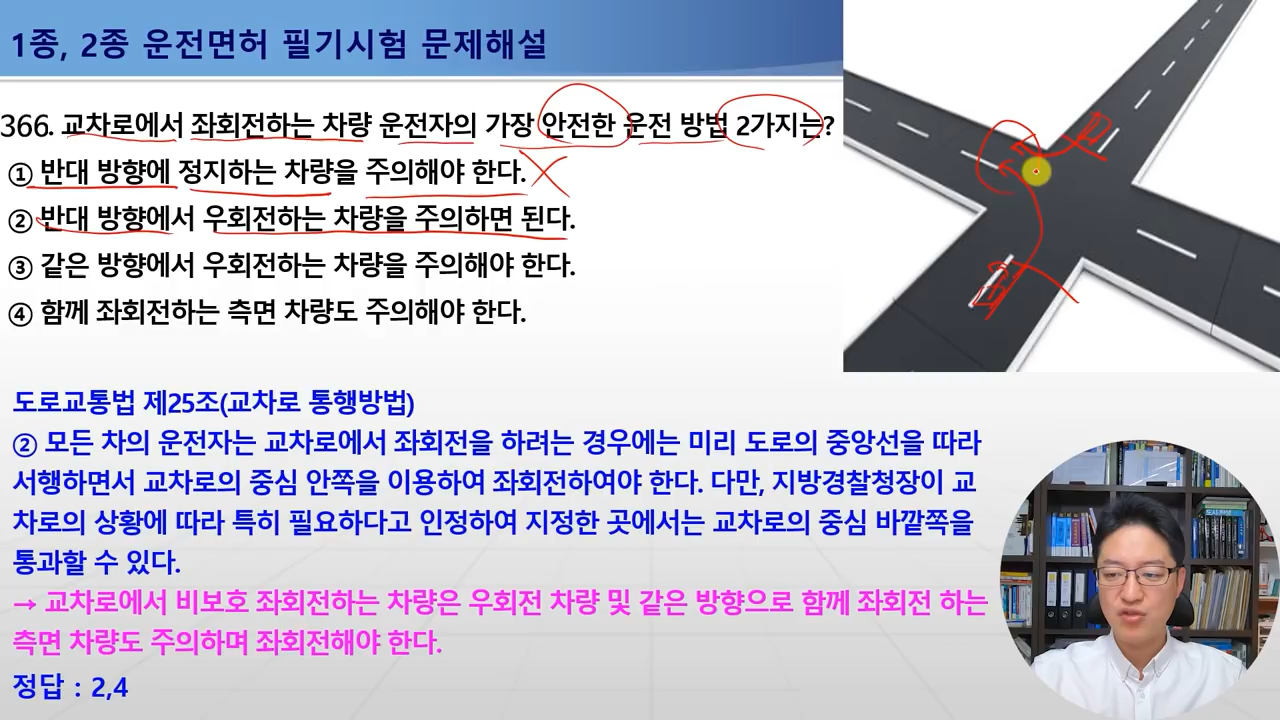 1종, 2종 운전면허 필기시험 문제해설
366. 교차로에서 좌회전하는 차량 운전자의 가장 안전한 운전 방법 2가지는?
① 반대 방향에 정지하는 차량을 주의해야 한다.
② 반대 방향에서 우회전하는 차량을 주의하면 된다.
③ 같은 방향에서 우회전하는 차량을 주의해야 한다.
④ 함께 좌회전하는 측면 차량도 주의해야 한다.
도로교통법 제25조(교차로 통행방법)
② 모든 차의 운전자는 교차로에서 좌회전을 하려는 경우에는 미리 도로의 중앙선을 따라
서행하면서 교차로의 중심 안쪽을 이용하여 좌회전하여야 한다. 다만, 지방경찰청장이 교
차로의 상황에 따라 특히 필요하다고 인정하여 지정한 곳에서는 교차로의 중심 바깥쪽을
통과할 수 있다.
→ 교차로에서 비보호 좌회전하는 차량은 우회전 차량 및 같은 방향으로 함께 좌회전 하는
측면 차량도 주의하며 좌회전해야 한다.
정답 : 2,4